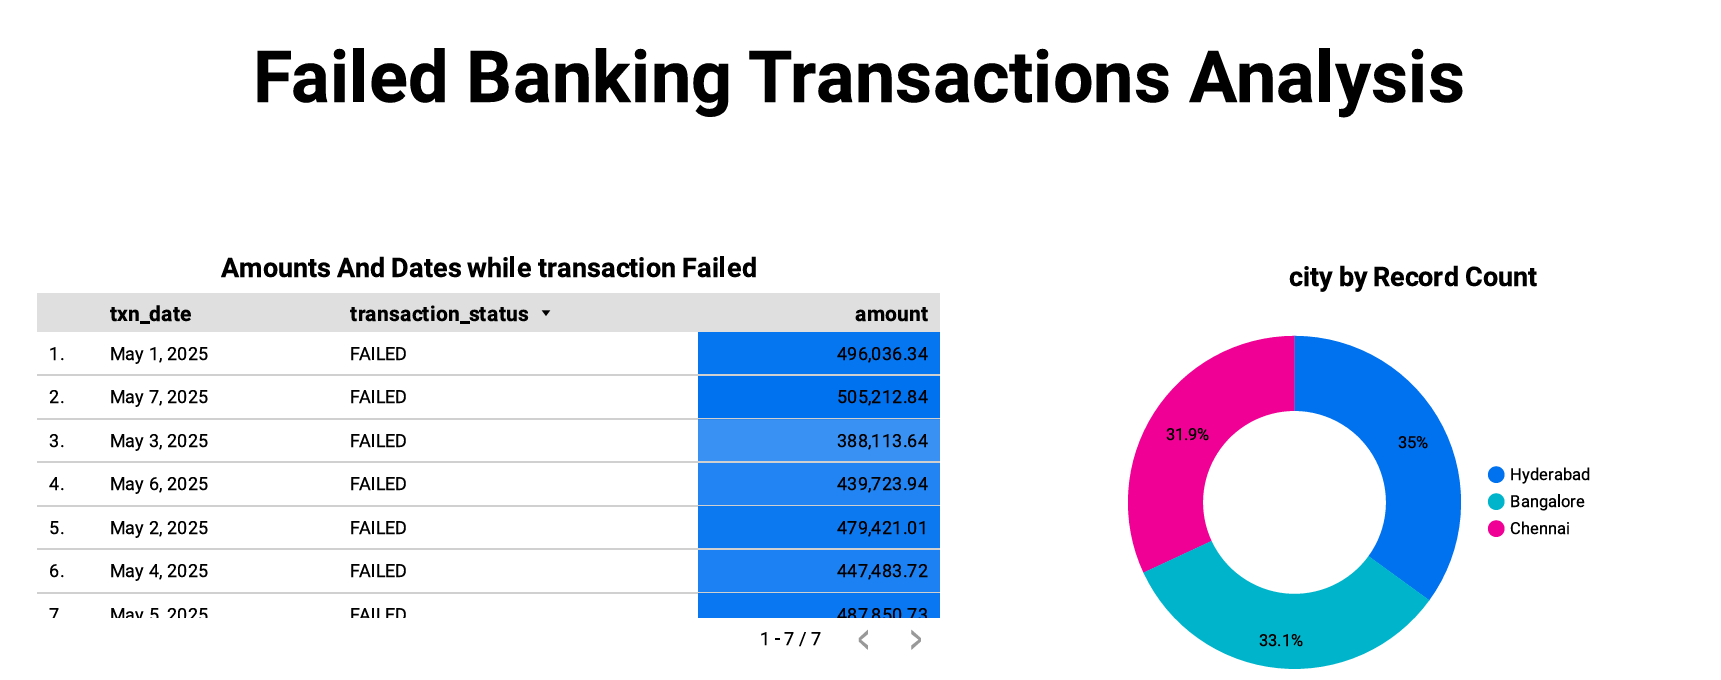 Failed Banking Transactions Analysis
Amounts And Dates while transaction Failed
txn_date transaction_status amount
1. May 1, 2025 FAILED 496,036.34
2. May 7, 2025 FAILED 505,212.84
3. May 3, 2025 FAILED 388,113.64
4. May 6, 2025 FAILED 439,723.94
5. May 2, 2025 FAILED 479,421.01
6. May 4, 2025 FAILED 447,483.72
7. May 5, 2025 FAILED 487,850.73
1 - 7 / 7
city by Record Count
31.9%
35%
33.1%
Hyderabad
Bangalore
Chennai